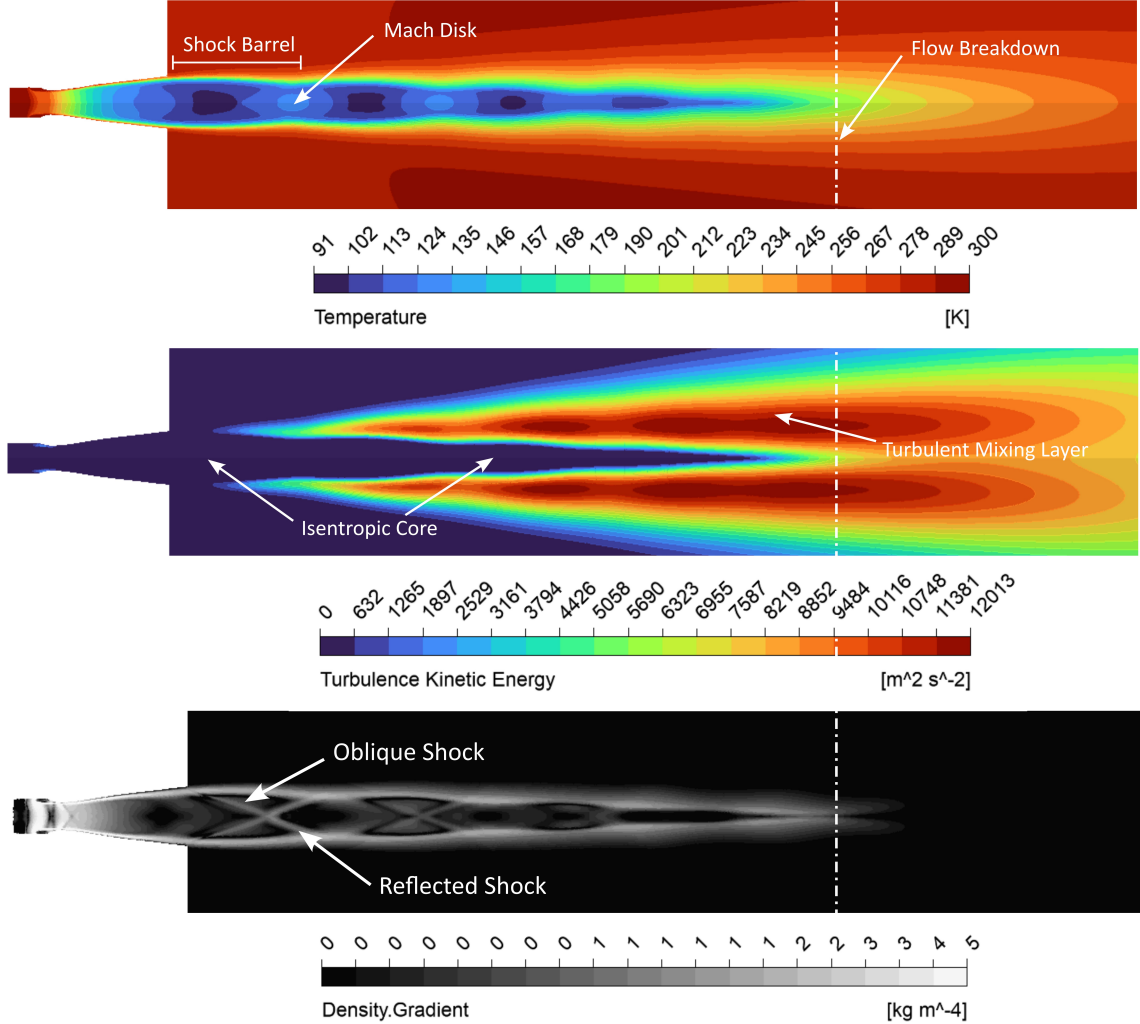 Shock Barrel
Mach Disk
Flow Breakdown
91 102 113 124 135 146 157 168 179 190 201 212 223 234 245 256 267 278 289 300
Temperature [K]
Turbulent Mixing Layer
Isentropic Core
0 632 1265 1897 2529 3161 3794 4426 5058 5690 6323 6955 7587 8219 8852 9484 10116 10748 11381 12013
Turbulence Kinetic Energy [m^2 s^-2]
Oblique Shock
Reflected Shock
0 0 0 0 0 0 0 0 1 1 1 1 1 1 2 2 3 3 4 5
Density.Gradient [kg m^-4]